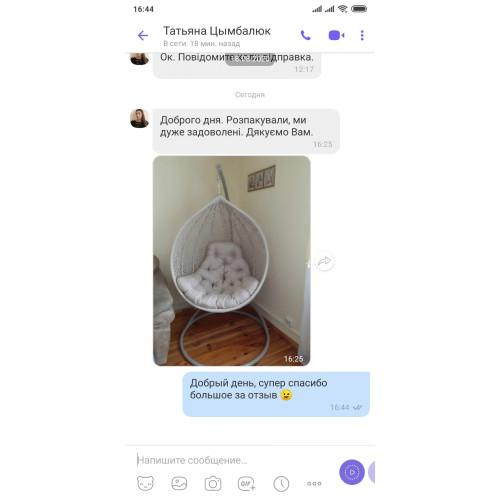 16:44
Татьяна Цымбалюк
В сети: 18 мин. назад
Ок. Повідомите відправка.
12:17
Сегодня
Доброго дня. Розпакували, ми
дуже задоволені. Дякуємо Вам.
16:25
16:25
Добрый день, супер спасибо
большое за отзыв 😉
16:44
Напишите сообщение...
GIF